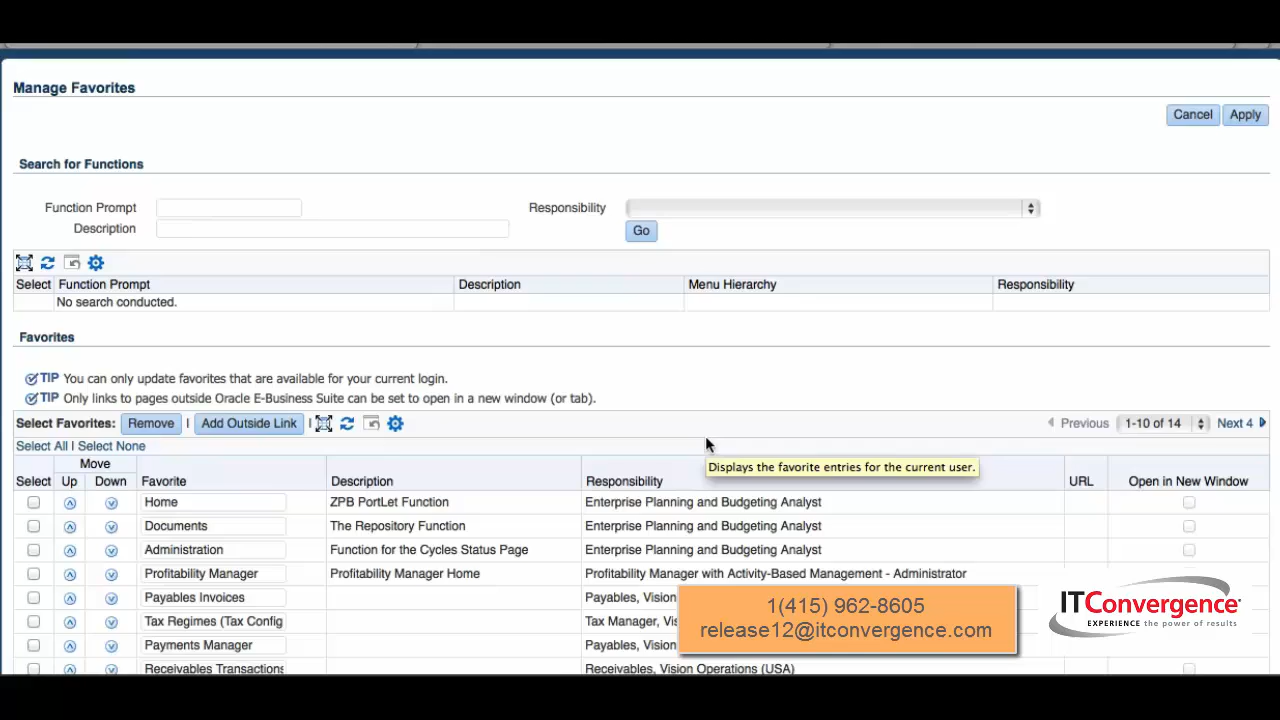 Manage Favorites
Cancel Apply
Search for Functions
Function Prompt Responsibility
Description Go
Select Function Prompt Description Menu Hierarchy Responsibility
No search conducted.
Favorites
TIP You can only update favorites that are available for your current login.
TIP Only links to pages outside Oracle E-Business Suite can be set to open in a new window (or tab).
Select Favorites: Remove | Add Outside Link | Previous 1-10 of 14 Next 4
Select All | Select None
Displays the favorite entries for the current user.
Move
Select Up Down Favorite Description Responsibility URL Open in New Window
Home ZPB PortLet Function Enterprise Planning and Budgeting Analyst
Documents The Repository Function Enterprise Planning and Budgeting Analyst
Administration Function for the Cycles Status Page Enterprise Planning and Budgeting Analyst
Profitability Manager Profitability Manager Home Profitability Manager with Activity-Based Management - Administrator
Payables Invoices Payables, Vision
Tax Regimes (Tax Config Tax Manager, Vis
Payments Manager Payables, Vision
Receivables Transactions Receivables, Vision Operations (USA)
1(415) 962-8605
release12@itconvergence.com
ITConvergence
EXPERIENCE the power of results